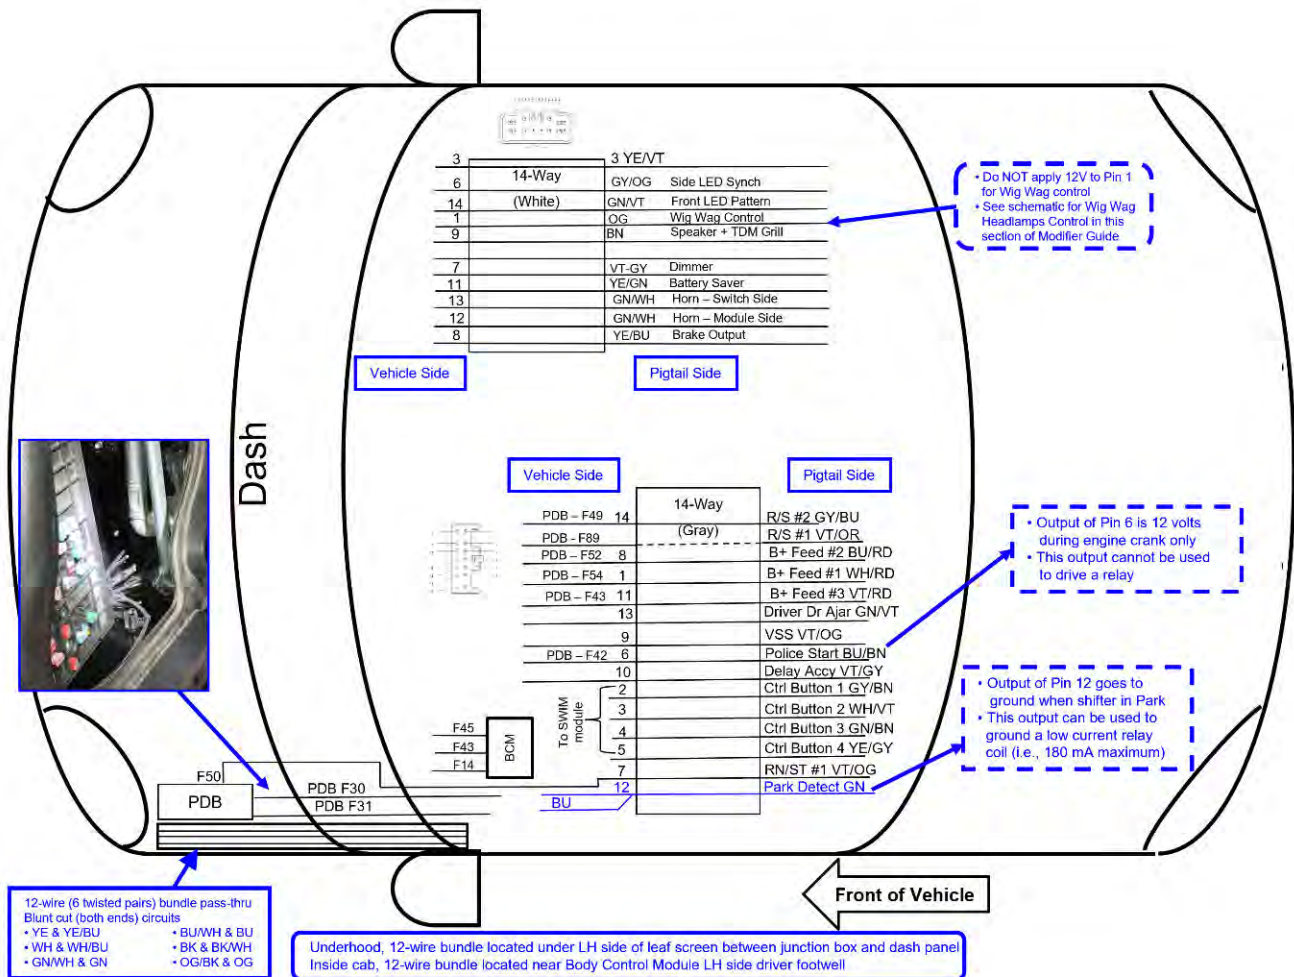 3 3 YE/VT
14-Way
(White)
6 GY/OG Side LED Synch
14 GN/VT Front LED Pattern
1 OG Wig Wag Control
9 BN Speaker + TDM Grill
7 VT-GY Dimmer
11 YE/GN Battery Saver
13 GN/WH Horn – Switch Side
12 GN/WH Horn – Module Side
8 YE/BU Brake Output
Vehicle Side
Pigtail Side
• Do NOT apply 12V to Pin 1
for Wig Wag control
• See schematic for Wig Wag
Headlamps Control in this
section of Modifier Guide
Dash
Vehicle Side
Pigtail Side
14-Way
(Gray)
PDB – F49 14 R/S #2 GY/BU
PDB – F89 R/S #1 VT/OR
PDB – F52 8 B+ Feed #2 BU/RD
PDB – F54 1 B+ Feed #1 WH/RD
PDB – F43 11 B+ Feed #3 VT/RD
13 Driver Dr Ajar GN/VT
9 VSS VT/OG
PDB – F42 6 Police Start BU/BN
10 Delay Accy VT/GY
2 Ctrl Button 1 GY/BN
3 Ctrl Button 2 WH/VT
4 Ctrl Button 3 GN/BN
5 Ctrl Button 4 YE/GY
7 RN/ST #1 VT/OG
12 Park Detect GN
BU
To SWIM
module
• Output of Pin 6 is 12 volts
during engine crank only
• This output cannot be used
to drive a relay
• Output of Pin 12 goes to
ground when shifter in Park
• This output can be used to
ground a low current relay
coil (i.e., 180 mA maximum)
F45
F43
F14
BCM
F50
PDB
PDB F30
PDB F31
Front of Vehicle
12-wire (6 twisted pairs) bundle pass-thru
Blunt cut (both ends) circuits
• YE & YE/BU • BU/WH & BU
• WH & WH/BU • BK & BK/WH
• GN/WH & GN • OG/BK & OG
Underhood, 12-wire bundle located under LH side of leaf screen between junction box and dash panel
Inside cab, 12-wire bundle located near Body Control Module LH side driver footwell